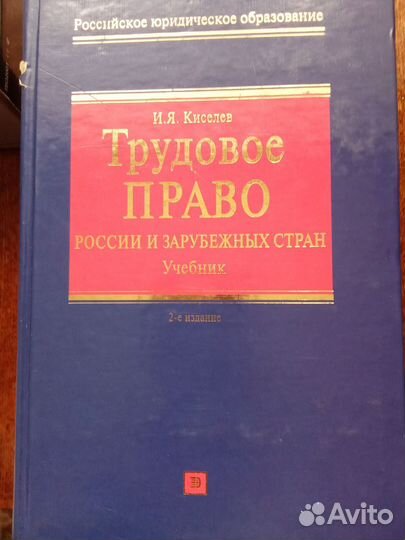 Российское юридическое образование
И.Я. Киселев
Трудовое
ПРАВО
РОССИИ И ЗАРУБЕЖНЫХ СТРАН
Учебник
2-е издание
Avito